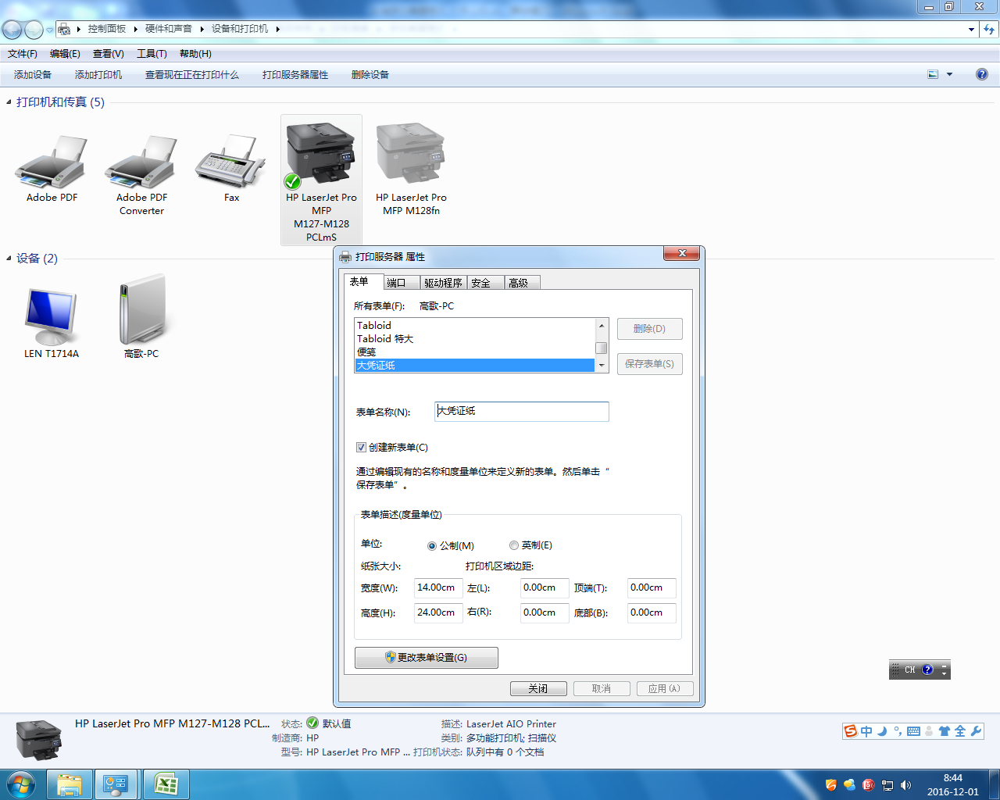 控制面板 硬件和声音 设备和打印机
文件(F) 编辑(E) 查看(V) 工具(T) 帮助(H)
添加设备 添加打印机 查看现在正在打印什么 打印服务器属性 删除设备
打印机和传真 (5)
Adobe PDF
Adobe PDF
Converter
Fax
HP LaserJet Pro
MFP
M127-M128
PCLmS
HP LaserJet Pro
MFP M128fn
设备 (2)
LEN T1714A
高歌-PC
打印服务器 属性
表单 端口 驱动程序 安全 高级
所有表单(F): 高歌-PC
Tabloid
Tabloid 特大
便笺
大凭证纸
删除(D)
保存表单(S)
表单名称(N): 大凭证纸
创建新表单(C)
通过编辑现有的名称和度量单位来定义新的表单。然后单击“
保存表单”。
表单描述(度量单位)
单位: 公制(M) 英制(E)
纸张大小: 打印机区域边距:
宽度(W): 14.00cm 左(L): 0.00cm 顶端(T): 0.00cm
高度(H): 24.00cm 右(R): 0.00cm 底部(B): 0.00cm
更改表单设置(G)
关闭 取消 应用(A)
CH
HP LaserJet Pro MFP M127-M128 PCL... 状态: 默认值 描述: LaserJet AIO Printer
制造商: HP 类别: 多功能打印机; 扫描仪
型号: HP LaserJet Pro MFP ... 打印机状态: 队列中有 0 个文档
中 全
8:44
2016-12-01